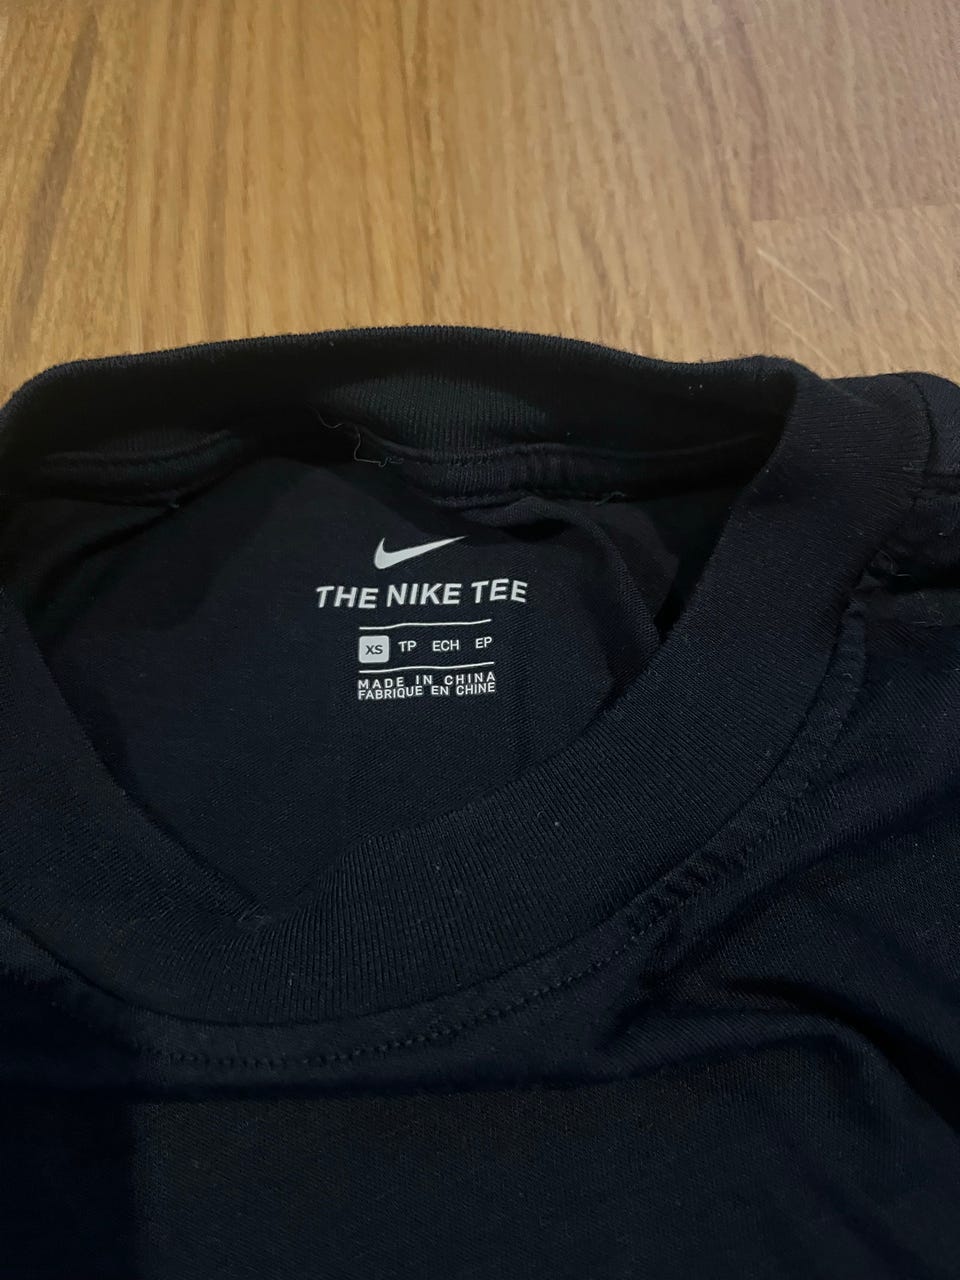 THE NIKE TEE
XS TP ECH EP
MADE IN CHINA
FABRIQUE EN CHINE